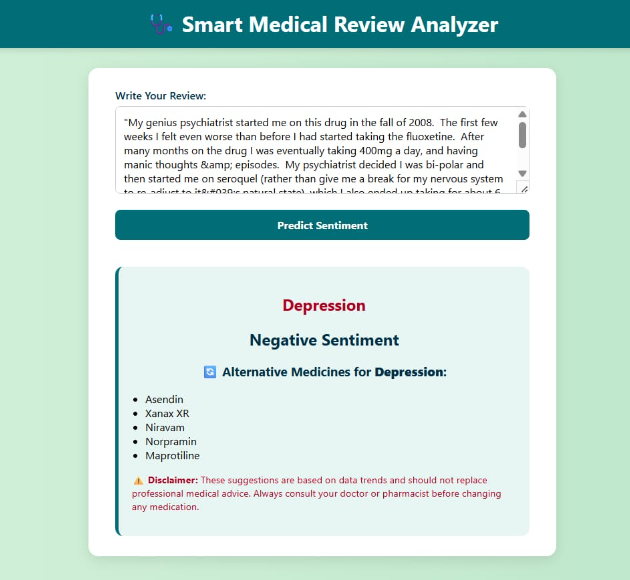 Smart Medical Review Analyzer
Write Your Review:
"My genius psychiatrist started me on this drug in the fall of 2008.  The first few
weeks I felt even worse than before I had started taking the fluoxetine.  After
many months on the drug I was eventually taking 400mg a day, and having
manic thoughts &amp; episodes.  My psychiatrist decided I was bi-polar and
then started me on seroquel (rather than give me a break for my nervous system
to re-adjust to it&#039;s natural state), which I also ended up taking for about 6
Predict Sentiment
Depression
Negative Sentiment
Alternative Medicines for Depression:
• Asendin
• Xanax XR
• Niravam
• Norpramin
• Maprotiline
⚠️ Disclaimer: These suggestions are based on data trends and should not replace
professional medical advice. Always consult your doctor or pharmacist before changing
any medication.